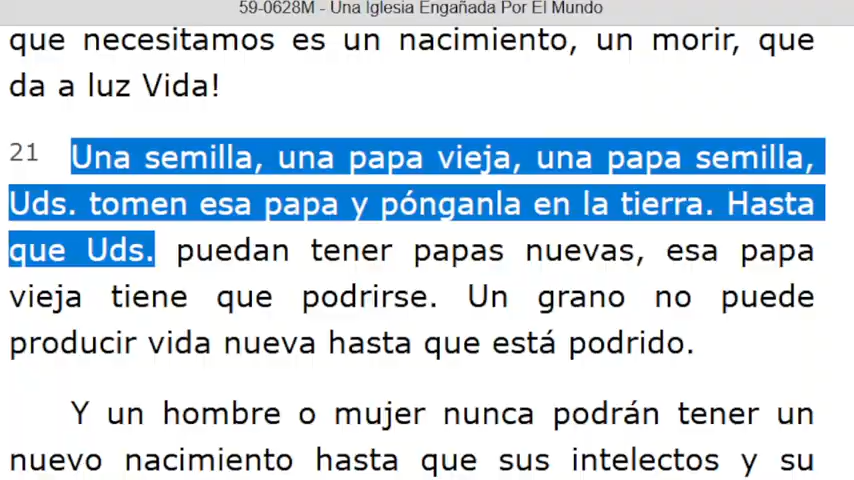 59-0628M - Una Iglesia Engañada Por El Mundo
que necesitamos es un nacimiento, un morir, que
da a luz Vida!
21 Una semilla, una papa vieja, una papa semilla,
Uds. tomen esa papa y pónganla en la tierra. Hasta
que Uds. puedan tener papas nuevas, esa papa
vieja tiene que podrirse. Un grano no puede
producir vida nueva hasta que está podrido.
Y un hombre o mujer nunca podrán tener un
nuevo nacimiento hasta que sus intelectos y su